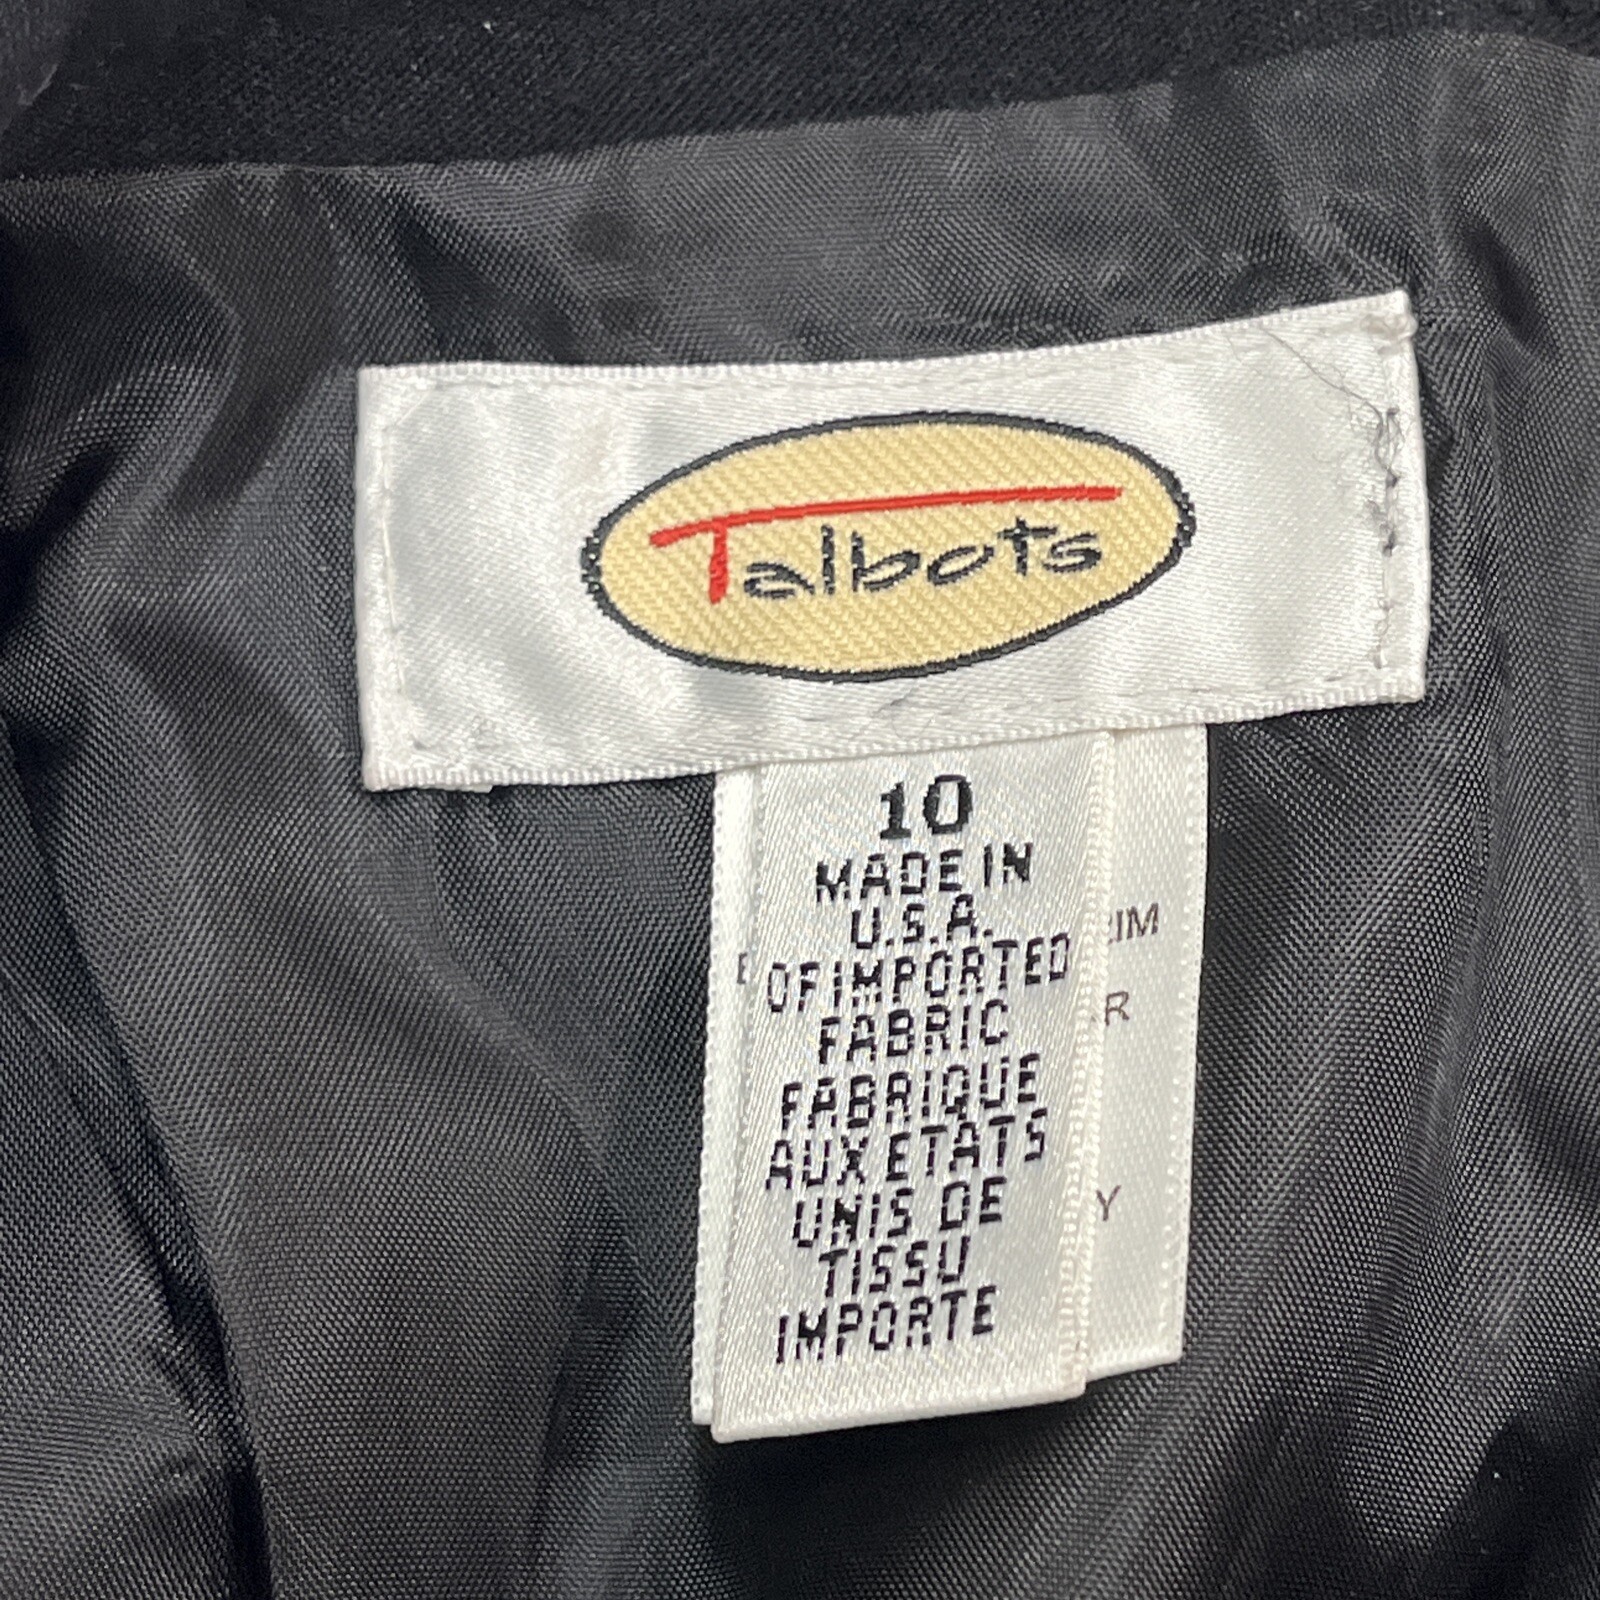 Talbots
10
MADE IN
U.S.A.
OF IMPORTED
FABRIC
FABRIQUE
AUX ETATS
UNIS DE
TISSU
IMPORTE